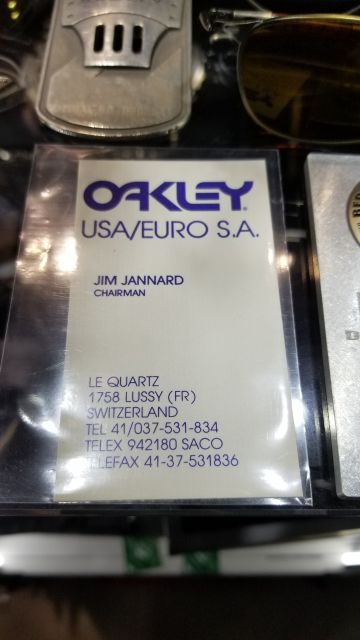 OAKLEY
USA/EURO S.A.
JIM JANNARD
CHAIRMAN
LE QUARTZ
1758 LUSSY (FR)
SWITZERLAND
TEL 41/037-531-834
TELEX 942180 SACO
TELEFAX 41-37-531836